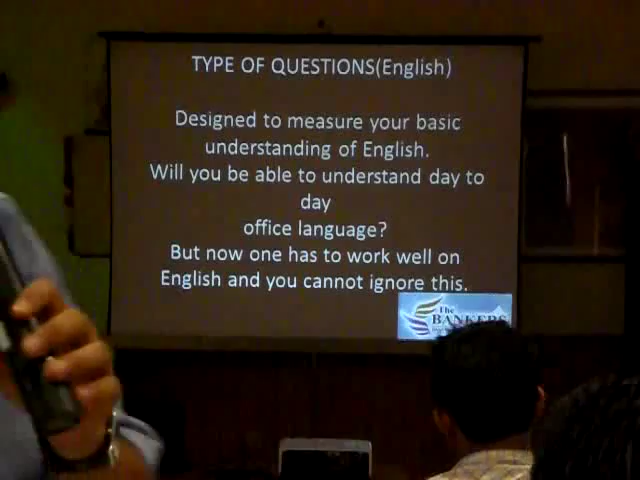 TYPE OF QUESTIONS(English)
Designed to measure your basic
understanding of English.
Will you be able to understand day to
day
office language?
But now one has to work well on
English and you cannot ignore this.
The
BANKERS